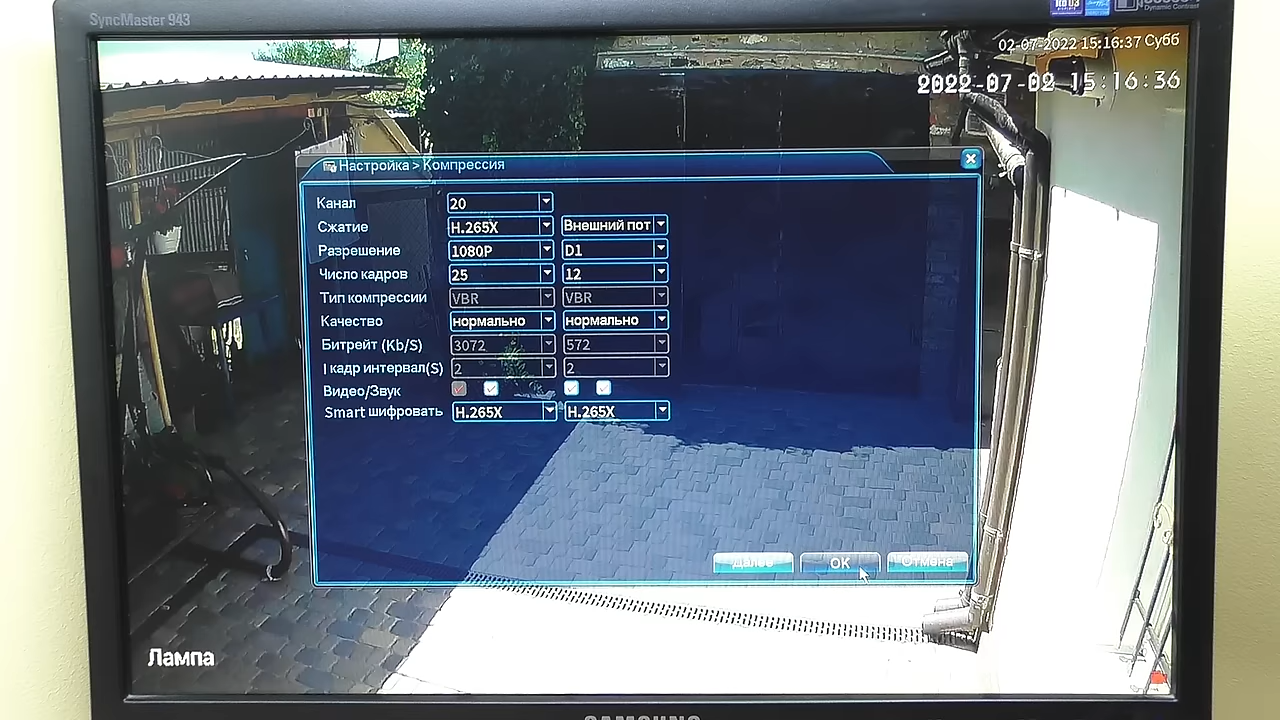 SyncMaster 943
Dynamic Contrast
02-07-2022 15:16:37 Субб
2022-07-02 15:16:36
Настройка > Компрессия
Канал 20
Сжатие H.265X Внешний пот
Разрешение 1080P D1
Число кадров 25 12
Тип компрессии VBR VBR
Качество нормально нормально
Битрейт (Kb/S) 3072 572
I кадр интервал(S) 2 2
Видео/Звук
Smart шифровать H.265X H.265X
Далее OK Отмена
Лампа
SAMSUNG